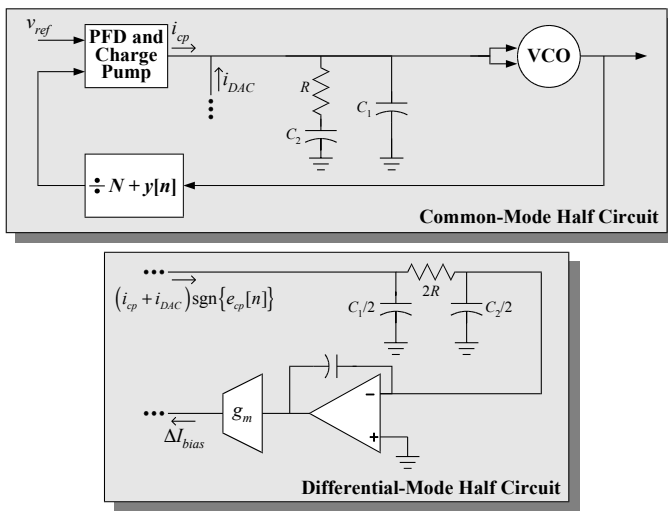 v_ref
PFD and
Charge
Pump
i_cp
i_DAC
R
C_2
C_1
VCO
÷ N + y[n]
Common-Mode Half Circuit
(i_cp + i_DAC) sgn{e_cp[n]}
C_1/2
2R
C_2/2
g_m
ΔI_bias
−
+
Differential-Mode Half Circuit